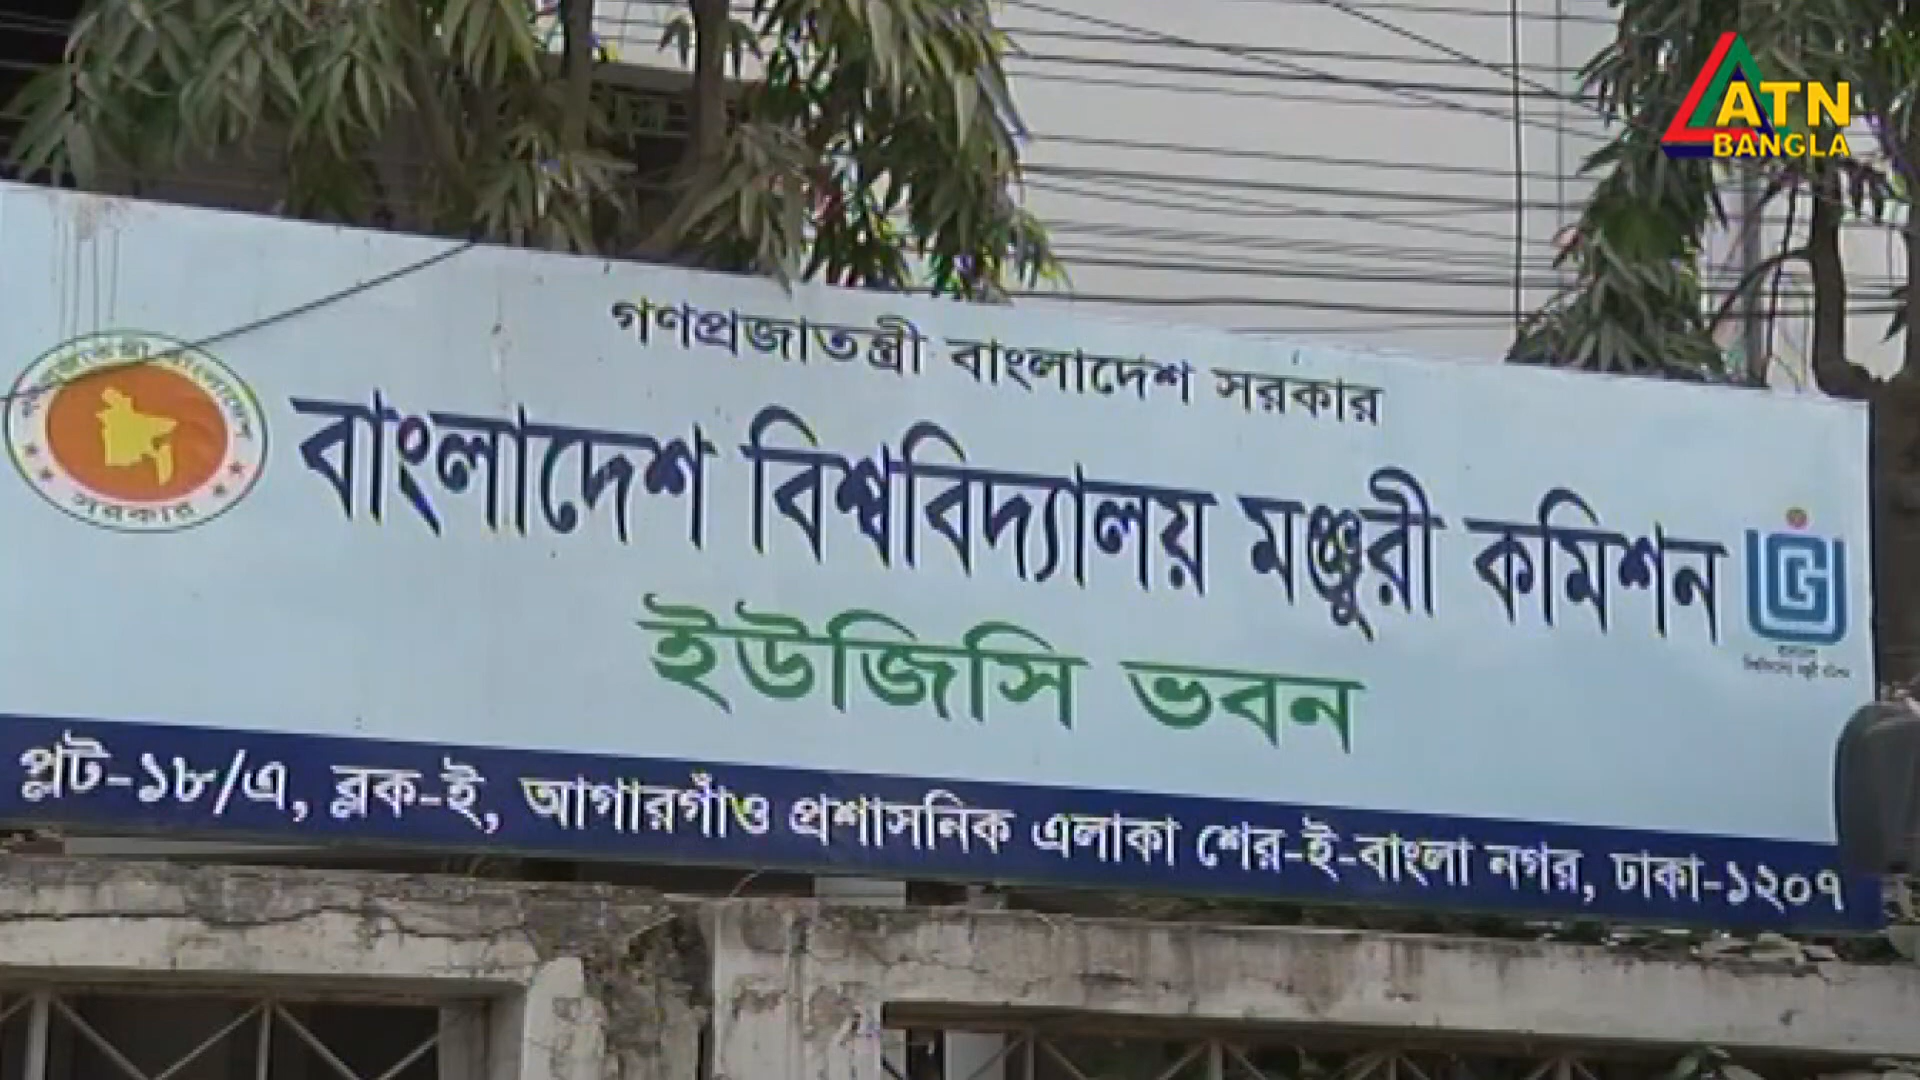 ATN
BANGLA
গণপ্রজাতন্ত্রী বাংলাদেশ সরকার
বাংলাদেশ বিশ্ববিদ্যালয় মঞ্জুরী কমিশন
ইউজিসি ভবন
প্লট-১৮/এ, ব্লক-ই, আগারগাঁও প্রশাসনিক এলাকা শের-ই-বাংলা নগর, ঢাকা-১২০৭
সরকার